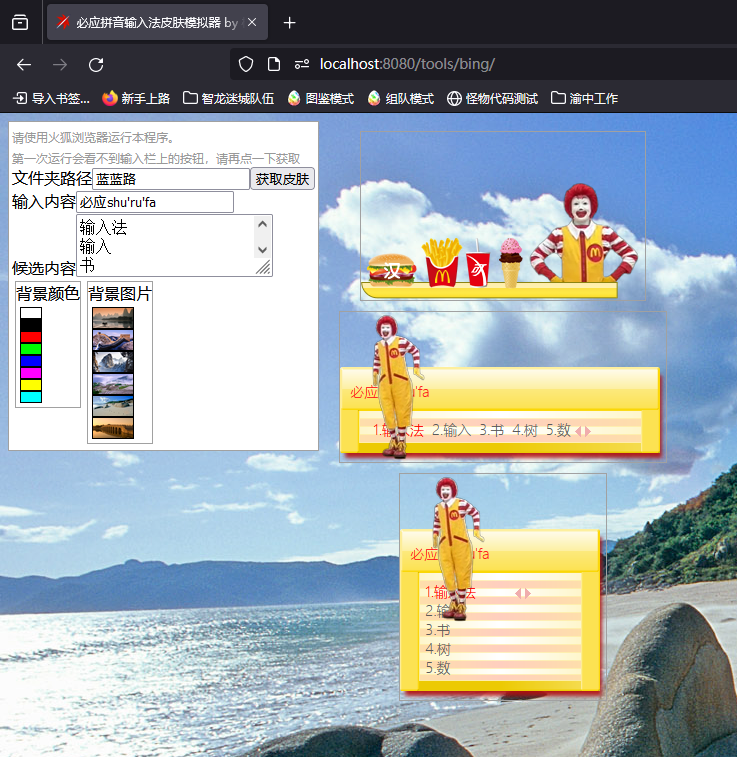 必应拼音输入法皮肤模拟器 by
localhost:8080/tools/bing/
导入书签... 新手上路 智龙迷城队伍 图鉴模式 组队模式 怪物代码测试 渝中工作
请使用火狐浏览器运行本程序。
第一次运行会看不到输入栏上的按钮，请再点一下获取
文件夹路径 蓝蓝路 获取皮肤
输入内容 必应shu'ru'fa
输入法
输入
候选内容 书
背景颜色 背景图片
汉
必应 u'fa
1.输入法 2.输入 3.书 4.树 5.数
必应 u'fa
1.输 法
2.输
3.书
4.树
5.数